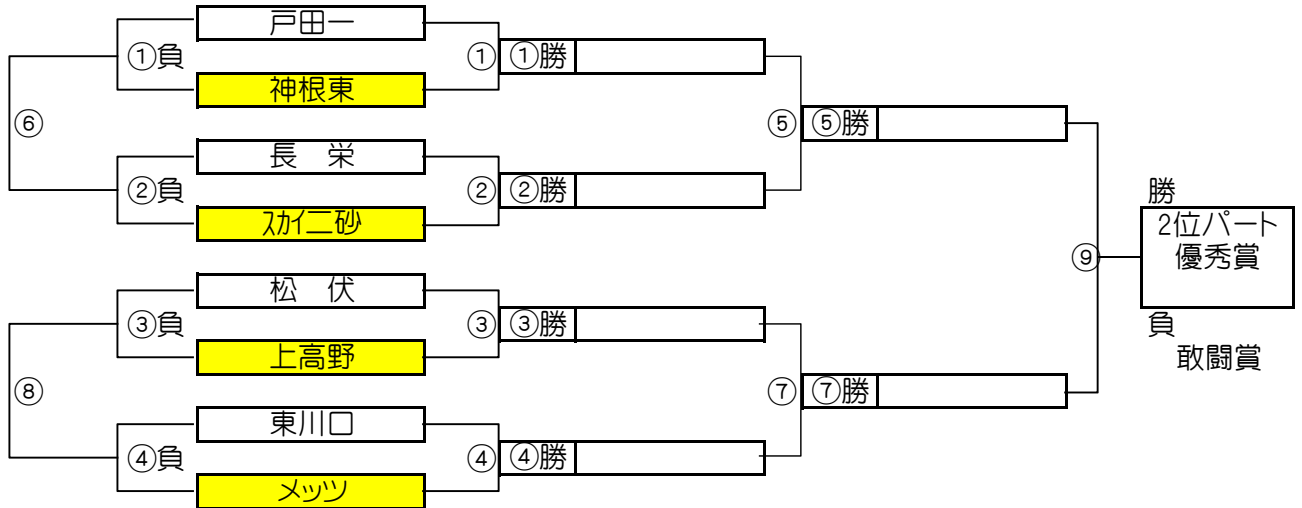 戸田一
①負
① ①勝
神根東
⑥
⑤ ⑤勝
長　栄
②負
② ②勝
ｽｶｲ二砂
勝
2位パート
優秀賞
⑨
松　伏
③負
③ ③勝
上高野
負
敢闘賞
⑧
⑦ ⑦勝
東川口
④負
④ ④勝
メッツ